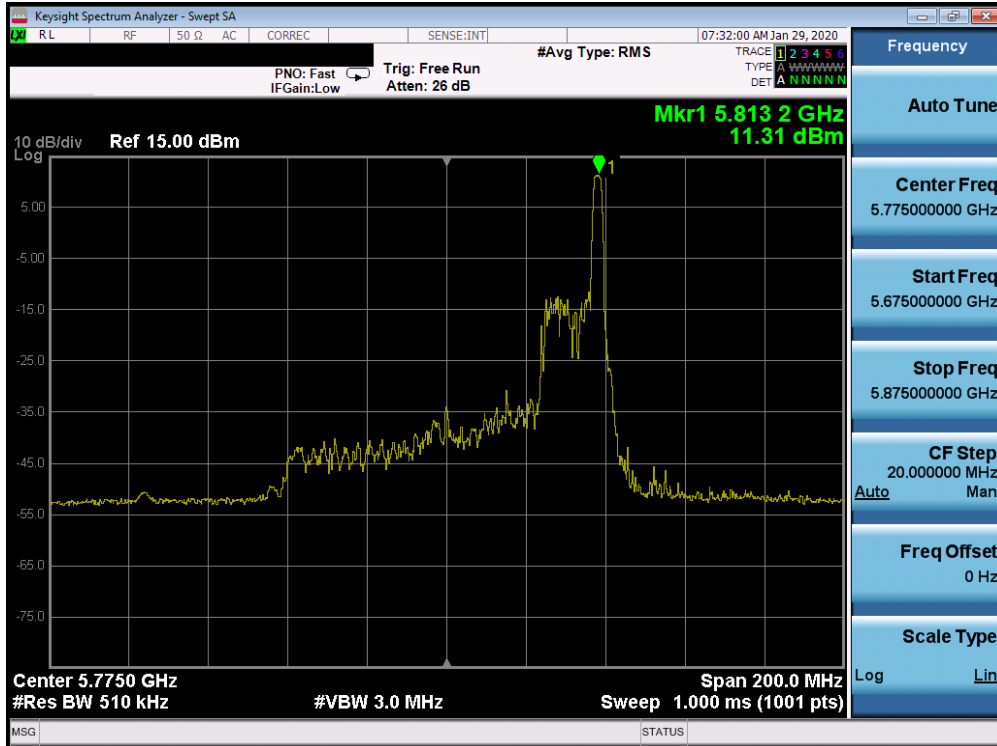 Keysight Spectrum Analyzer - Swept SA
LXI RL RF 50 Ω AC CORREC SENSE:INT 07:32:00 AM Jan 29, 2020
#Avg Type: RMS
TRACE 1 2 3 4 5 6
PNO: Fast Trig: Free Run TYPE A WWWWW
IFGain:Low Atten: 26 dB DET A N N N N N
Mkr1 5.813 2 GHz
11.31 dBm
10 dB/div Ref 15.00 dBm
Log
1
5.00
-5.00
-15.0
-25.0
-35.0
-45.0
-55.0
-65.0
-75.0
Center 5.7750 GHz Span 200.0 MHz
#Res BW 510 kHz #VBW 3.0 MHz Sweep 1.000 ms (1001 pts)
MSG STATUS
Frequency
Auto Tune
Center Freq
5.775000000 GHz
Start Freq
5.675000000 GHz
Stop Freq
5.875000000 GHz
CF Step
20.000000 MHz
Auto Man
Freq Offset
0 Hz
Scale Type
Log Lin